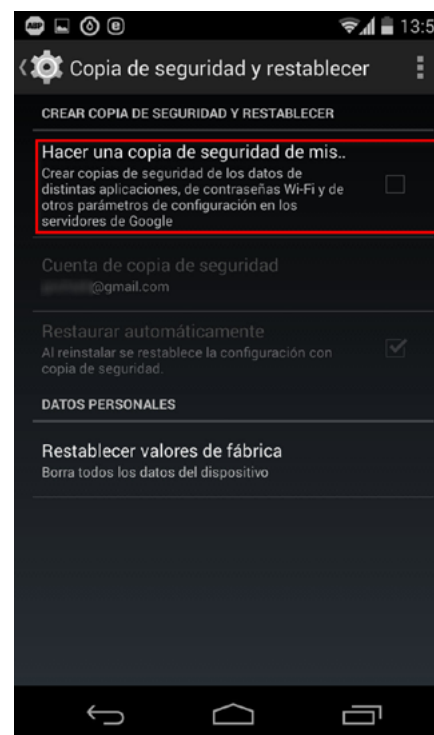 ABP
e
13:5
Copia de seguridad y restablecer
CREAR COPIA DE SEGURIDAD Y RESTABLECER
Hacer una copia de seguridad de mis..
Crear copias de seguridad de los datos de
distintas aplicaciones, de contraseñas Wi-Fi y de
otros parámetros de configuración en los
servidores de Google
Cuenta de copia de seguridad
@gmail.com
Restaurar automáticamente
Al reinstalar se restablece la configuración con
copia de seguridad.
DATOS PERSONALES
Restablecer valores de fábrica
Borra todos los datos del dispositivo